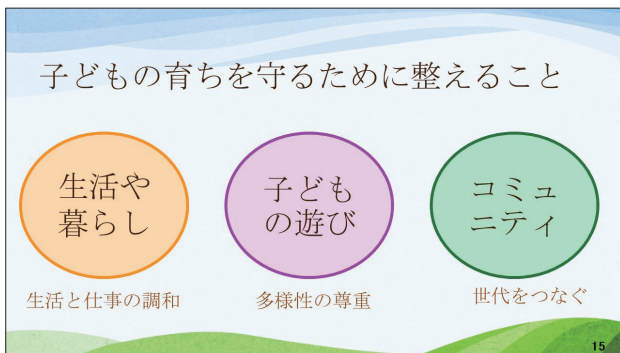 子どもの育ちを守るために整えること
生活や
暮らし
子ども
の遊び
コミュ
ニティ
生活と仕事の調和
多様性の尊重
世代をつなぐ
15